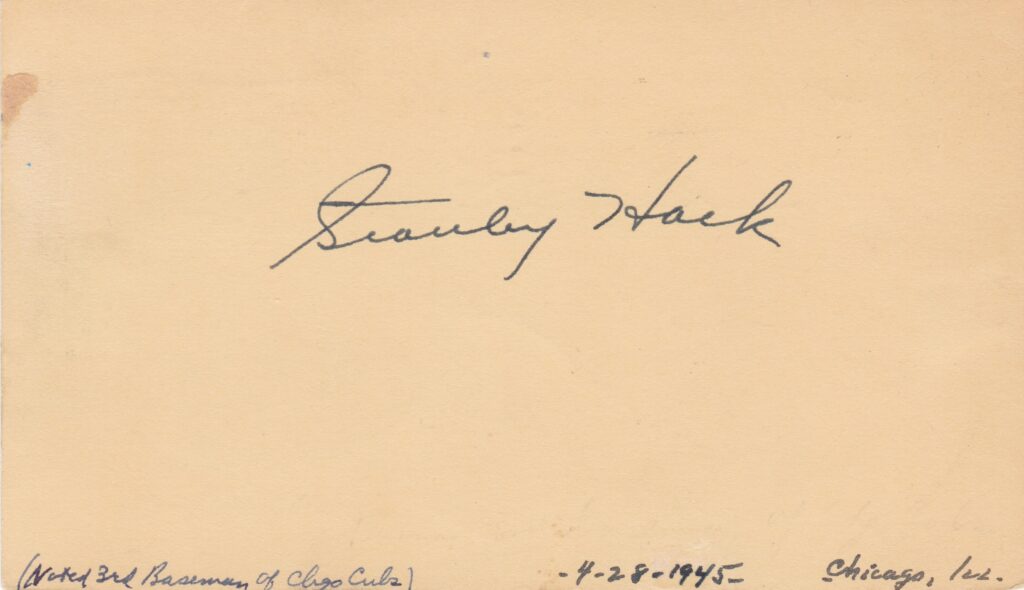 Stanley Hack
(Noted 3rd Baseman of Chgo Cubs) -4-28-1945- Chicago, Ill.